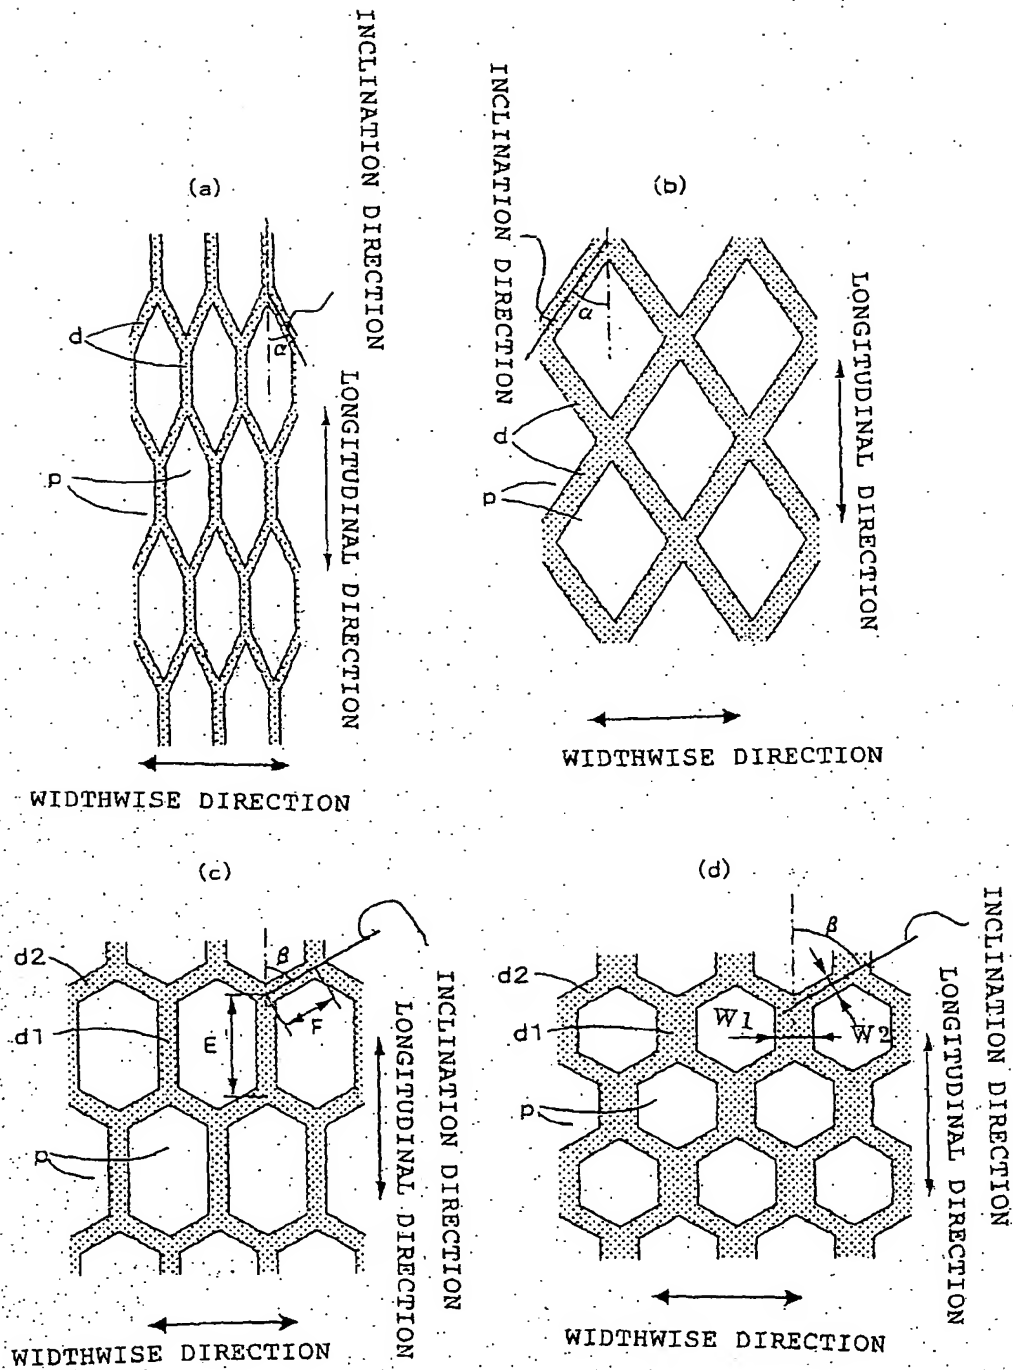 (a)
INCLINATION DIRECTION
d
α
p
LONGITUDINAL DIRECTION
WIDTHWISE DIRECTION
(b)
INCLINATION DIRECTION
α
d
p
LONGITUDINAL DIRECTION
WIDTHWISE DIRECTION
(c)
d2
β
d1
E
F
p
INCLINATION DIRECTION
LONGITUDINAL DIRECTION
WIDTHWISE DIRECTION
(d)
d2
β
d1
W1
W2
p
INCLINATION DIRECTION
LONGITUDINAL DIRECTION
WIDTHWISE DIRECTION